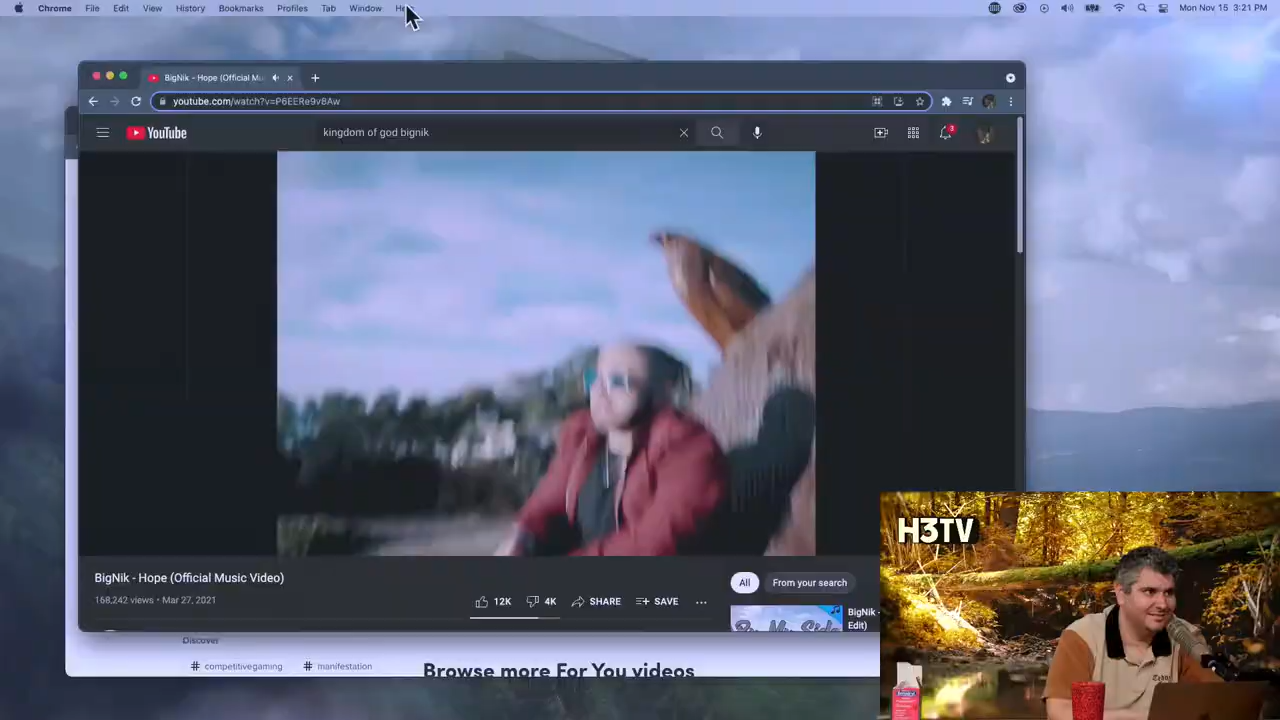 Chrome File Edit View History Bookmarks Profiles Tab Window
Mon Nov 15 3:21 PM
BigNik - Hope (Official Mu
youtube.com/watch?v=P6EERe9v8Aw
YouTube
kingdom of god bignik
3
BigNik - Hope (Official Music Video)
168,242 views • Mar 27, 2021
12K 4K SHARE SAVE
All From your search
BigNik -
Edit)
Discover
# competitivegaming # manifestation
Browse more For You videos
H3TV